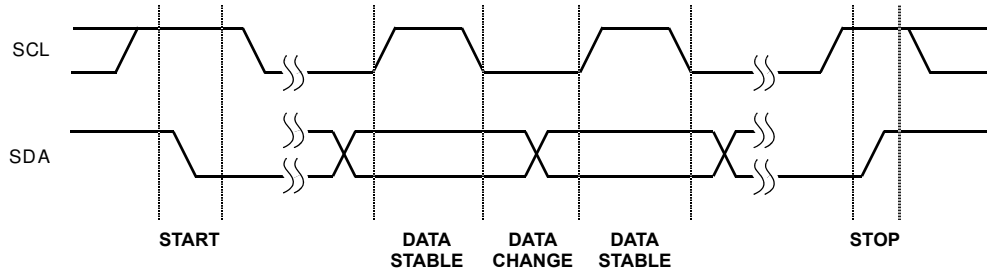 SCL
SDA
START
DATA
STABLE
DATA
CHANGE
DATA
STABLE
STOP